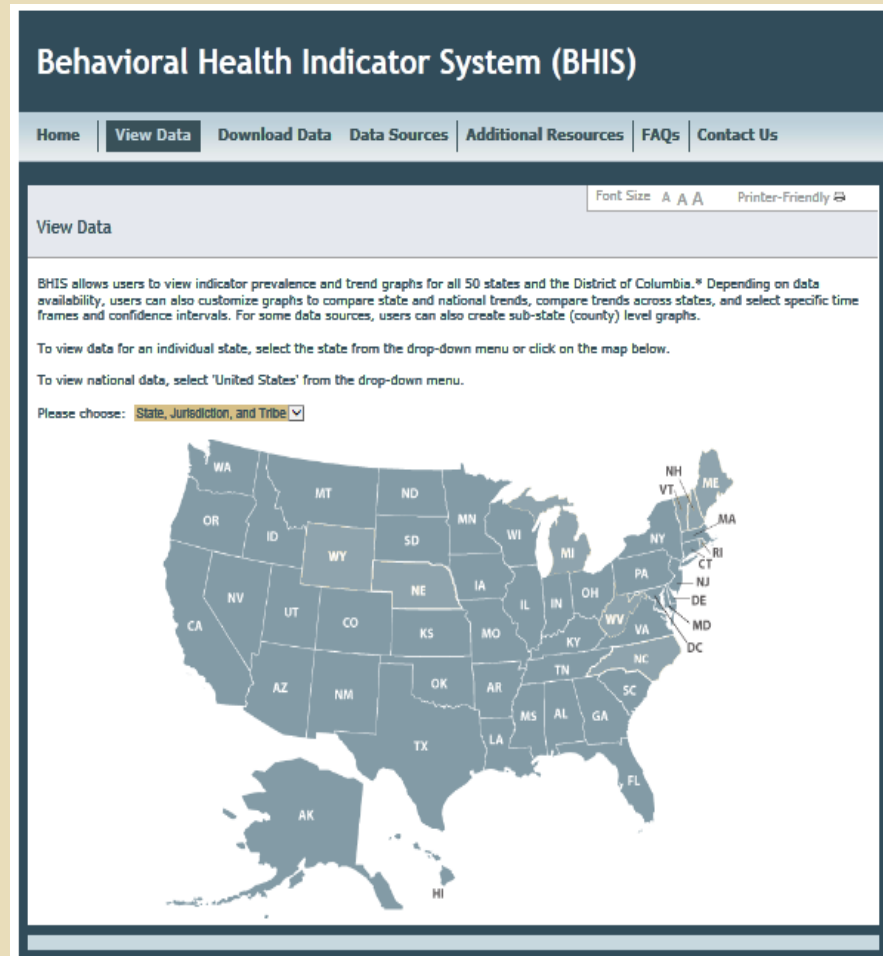 Behavioral Health Indicator System (BHIS)
Home View Data Download Data Data Sources Additional Resources FAQs Contact Us
Font Size A A A Printer-Friendly
View Data
BHIS allows users to view indicator prevalence and trend graphs for all 50 states and the District of Columbia.* Depending on data
availability, users can also customize graphs to compare state and national trends, compare trends across states, and select specific time
frames and confidence intervals. For some data sources, users can also create sub-state (county) level graphs.
To view data for an individual state, select the state from the drop-down menu or click on the map below.
To view national data, select 'United States' from the drop-down menu.
Please choose: State, Jurisdiction, and Tribe
WA
MT
ND
MN
OR
ID
WY
SD
WI
MI
NH
VT
ME
MA
NY
RI
CT
NJ
PA
DE
MD
DC
NV
UT
NE
IA
IL
IN
OH
WV
VA
CA
CO
KS
MO
KY
NC
AZ
NM
OK
AR
TN
SC
MS
AL
GA
TX
LA
FL
AK
HI